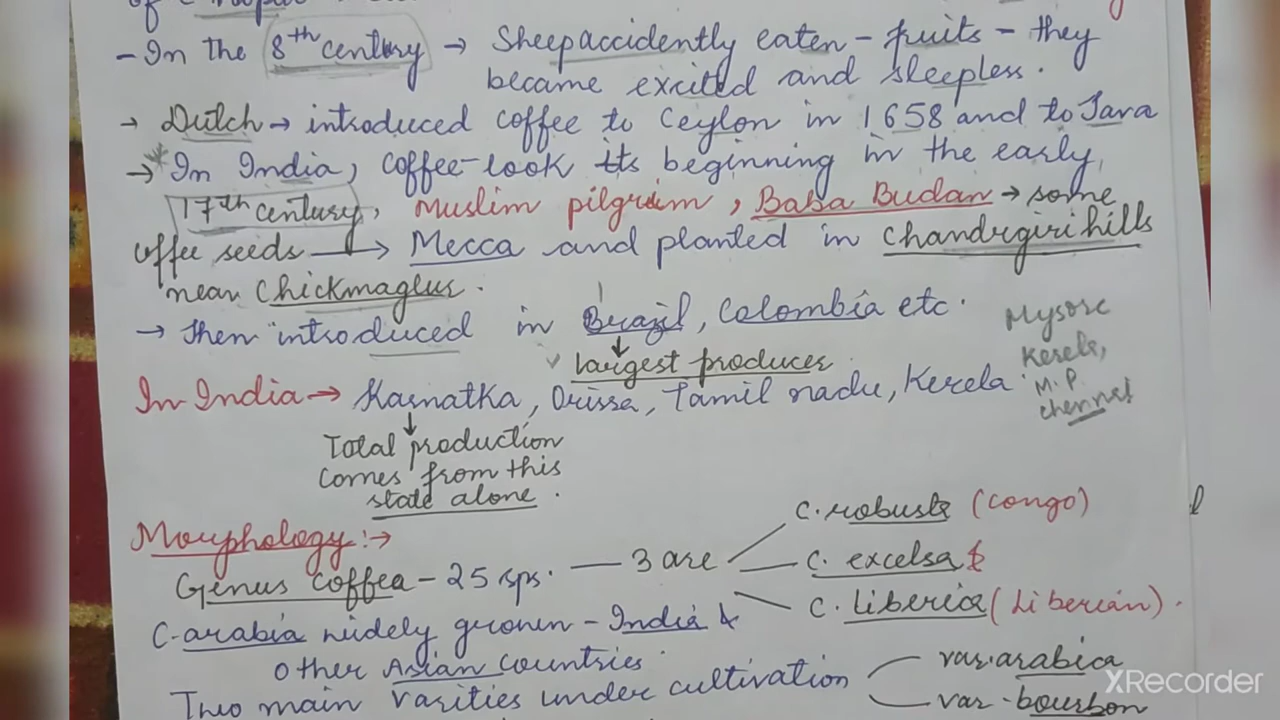 of
- In the 8th century → Sheep accidently eaten - fruits - they
became excited and sleepless.
→ Dutch → introduced coffee to Ceylon in 1658 and to Java
→ * In India, coffee-look its beginning in the early,
17th century, Muslim pilgrim, Baba Budan → some
coffee seeds → Mecca and planted in Chandrgiri hills
near Chickmaglur.
→ Then introduced in Brazil, Colombia etc.
↓
largest producer
Mysore
Kerela,
M.P.
chennai
In India → Karnatka, Orissa, Tamil nadu, Kerela
↓
Total production
Comes from this
state alone.
Morphology :→
Genus coffea - 25 sps. — 3 are
C. robusta (Congo)
C. excelsa
C. Liberica (Liberian).
C. arabia widely grown - India &
other Asian countries.
Two main varities under cultivation
var. arabica
var - bourbon
XRecorder